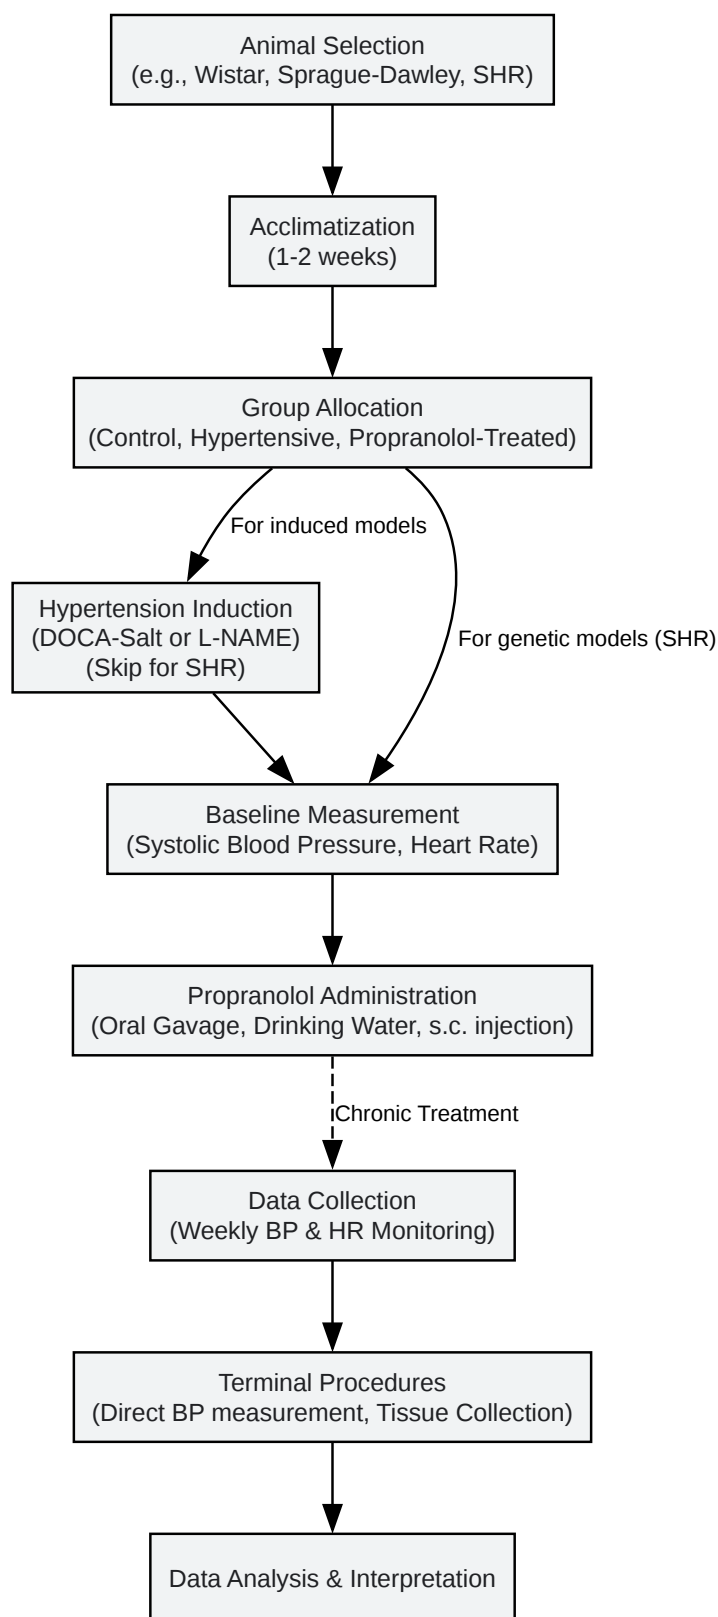 Animal Selection
(e.g., Wistar, Sprague-Dawley, SHR)
Acclimatization
(1-2 weeks)
Group Allocation
(Control, Hypertensive, Propranolol-Treated)
For induced models
Hypertension Induction
(DOCA-Salt or L-NAME)
(Skip for SHR)
For genetic models (SHR)
Baseline Measurement
(Systolic Blood Pressure, Heart Rate)
Propranolol Administration
(Oral Gavage, Drinking Water, s.c. injection)
Chronic Treatment
Data Collection
(Weekly BP & HR Monitoring)
Terminal Procedures
(Direct BP measurement, Tissue Collection)
Data Analysis & Interpretation